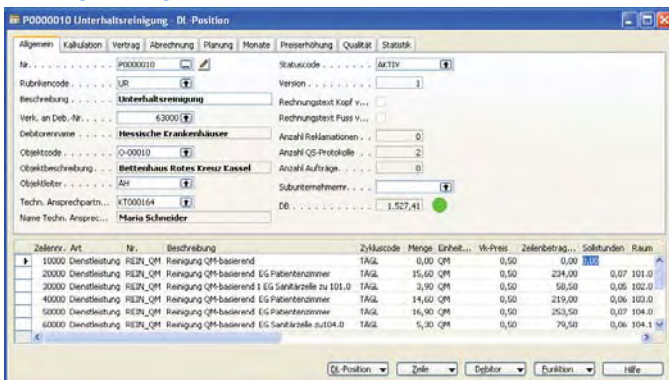 P0000010 Unterhaltsreinigung - DL-Position
Allgemein Kalkulation Vertrag Abrechnung Planung Monate Preiserhöhung Qualität Statistik
Nr. . . . . . . . . . . . P0000010
Statuscode . . . . . . . . AKTIV
Rubrikencode . . . . . . UR
Version . . . . . . . . . . 1
Beschreibung . . . . . . Unterhaltsreinigung
Rechnungstext Kopf v...
Verk. an Deb.-Nr. . . . . 63000
Rechnungstext Fuss v...
Debitorenname . . . . . Hessische Krankenhäuser
Anzahl Reklamationen . . 0
Objektcode . . . . . . . O-00010
Anzahl QS-Protokolle . . 2
Objektbeschreibung. . . Bettenhaus Rotes Kreuz Kassel
Anzahl Aufträge. . . . . 0
Objektleiter. . . . . . . AH
Subunternehmernr. . . . .
Techn. Ansprechpartn... KT000164
DB . . . . . . . . . . . . 1.527,41
Name Techn. Ansprec... Maria Schneider
Zeilennr. Art Nr. Beschreibung Zykluscode Menge Einheit... Vk-Preis Zeilenbetrag... Sollstunden Raum
10000 Dienstleistung REIN_QM Reinigung QM-basierend TÄGL 0,00 QM 0,50 0,00 0,00
20000 Dienstleistung REIN_QM Reinigung QM-basierend EG Patientenzimmer TÄGL 15,60 QM 0,50 234,00 0,07 101.0
30000 Dienstleistung REIN_QM Reinigung QM-basierend 1 EG Sanitärzelle zu 101.0 TÄGL 3,90 QM 0,50 58,50 0,05 102.0
40000 Dienstleistung REIN_QM Reinigung QM-basierend EG Patientenzimmer TÄGL 14,60 QM 0,50 219,00 0,06 103.0
50000 Dienstleistung REIN_QM Reinigung QM-basierend EG Patientenzimmer TÄGL 16,90 QM 0,50 253,50 0,07 104.0
60000 Dienstleistung REIN_QM Reinigung QM-basierend EG Sanitärzelle zu104.0 TÄGL 5,30 QM 0,50 79,50 0,06 104.1
DL-Position Zeile Debitor Funktion Hilfe